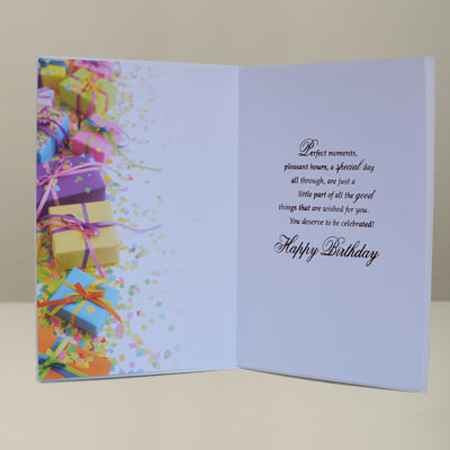 Perfect moments,
pleasant hours, a special day
all through, are just a
little part of all the good
things that are wished for you.
You deserve to be celebrated!
Happy Birthday